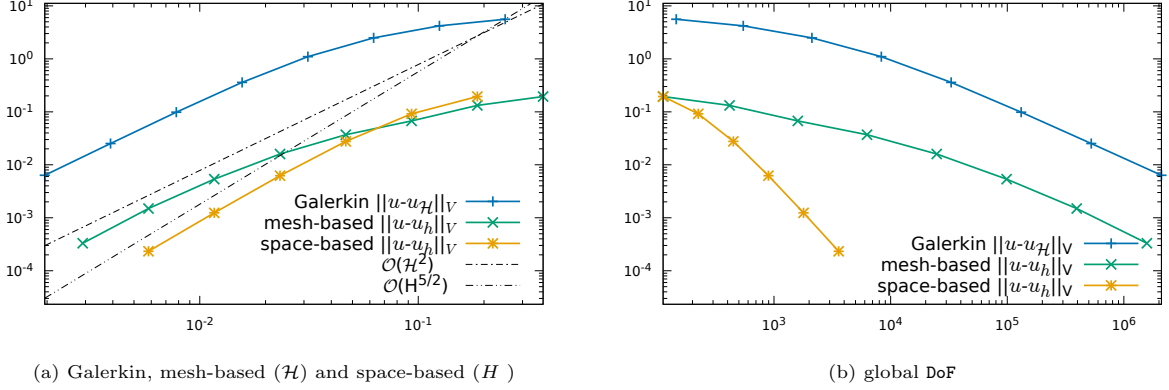 10^1
10^0
10^-1
10^-2
10^-3
10^-4
10^-2
10^-1
Galerkin ||u-u_ℋ||_V
mesh-based ||u-u_h||_V
space-based ||u-u_h||_V
𝒪(ℋ^2)
𝒪(H^5/2)
(a) Galerkin, mesh-based (ℋ) and space-based (H )
10^1
10^0
10^-1
10^-2
10^-3
10^-4
10^3
10^4
10^5
10^6
Galerkin ||u-u_ℋ||_V
mesh-based ||u-u_h||_V
space-based ||u-u_h||_V
(b) global DoF